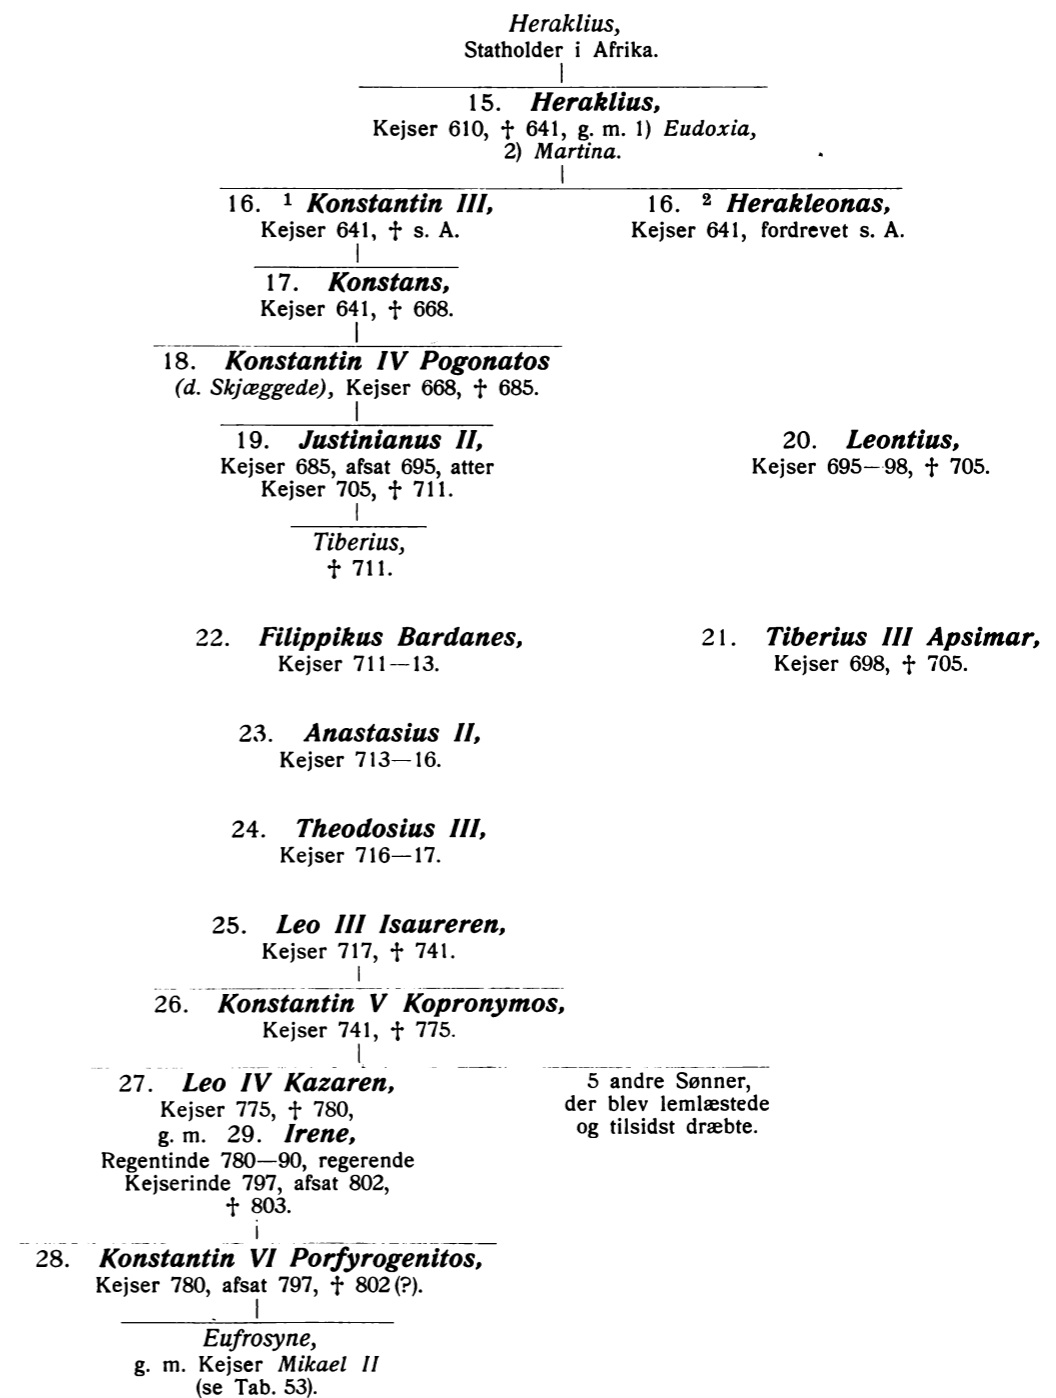 Heraklius,
Statholder i Afrika.
15. Heraklius,
Kejser 610, † 641, g. m. 1) Eudoxia,
2) Martina.
16. ¹ Konstantin III,
Kejser 641, † s. A.
16. ² Herakleonas,
Kejser 641, fordrevet s. A.
17. Konstans,
Kejser 641, † 668.
18. Konstantin IV Pogonatos
(d. Skjæggede), Kejser 668, † 685.
19. Justinianus II,
Kejser 685, afsat 695, atter
Kejser 705, † 711.
20. Leontius,
Kejser 695—98, † 705.
Tiberius,
† 711.
22. Filippikus Bardanes,
Kejser 711—13.
21. Tiberius III Apsimar,
Kejser 698, † 705.
23. Anastasius II,
Kejser 713—16.
24. Theodosius III,
Kejser 716—17.
25. Leo III Isaureren,
Kejser 717, † 741.
26. Konstantin V Kopronymos,
Kejser 741, † 775.
27. Leo IV Kazaren,
Kejser 775, † 780,
g. m. 29. Irene,
Regentinde 780—90, regerende
Kejserinde 797, afsat 802,
† 803.
5 andre Sønner,
der blev lemlæstede
og tilsidst dræbte.
28. Konstantin VI Porfyrogenitos,
Kejser 780, afsat 797, † 802 (?).
Eufrosyne,
g. m. Kejser Mikael II
(se Tab. 53).